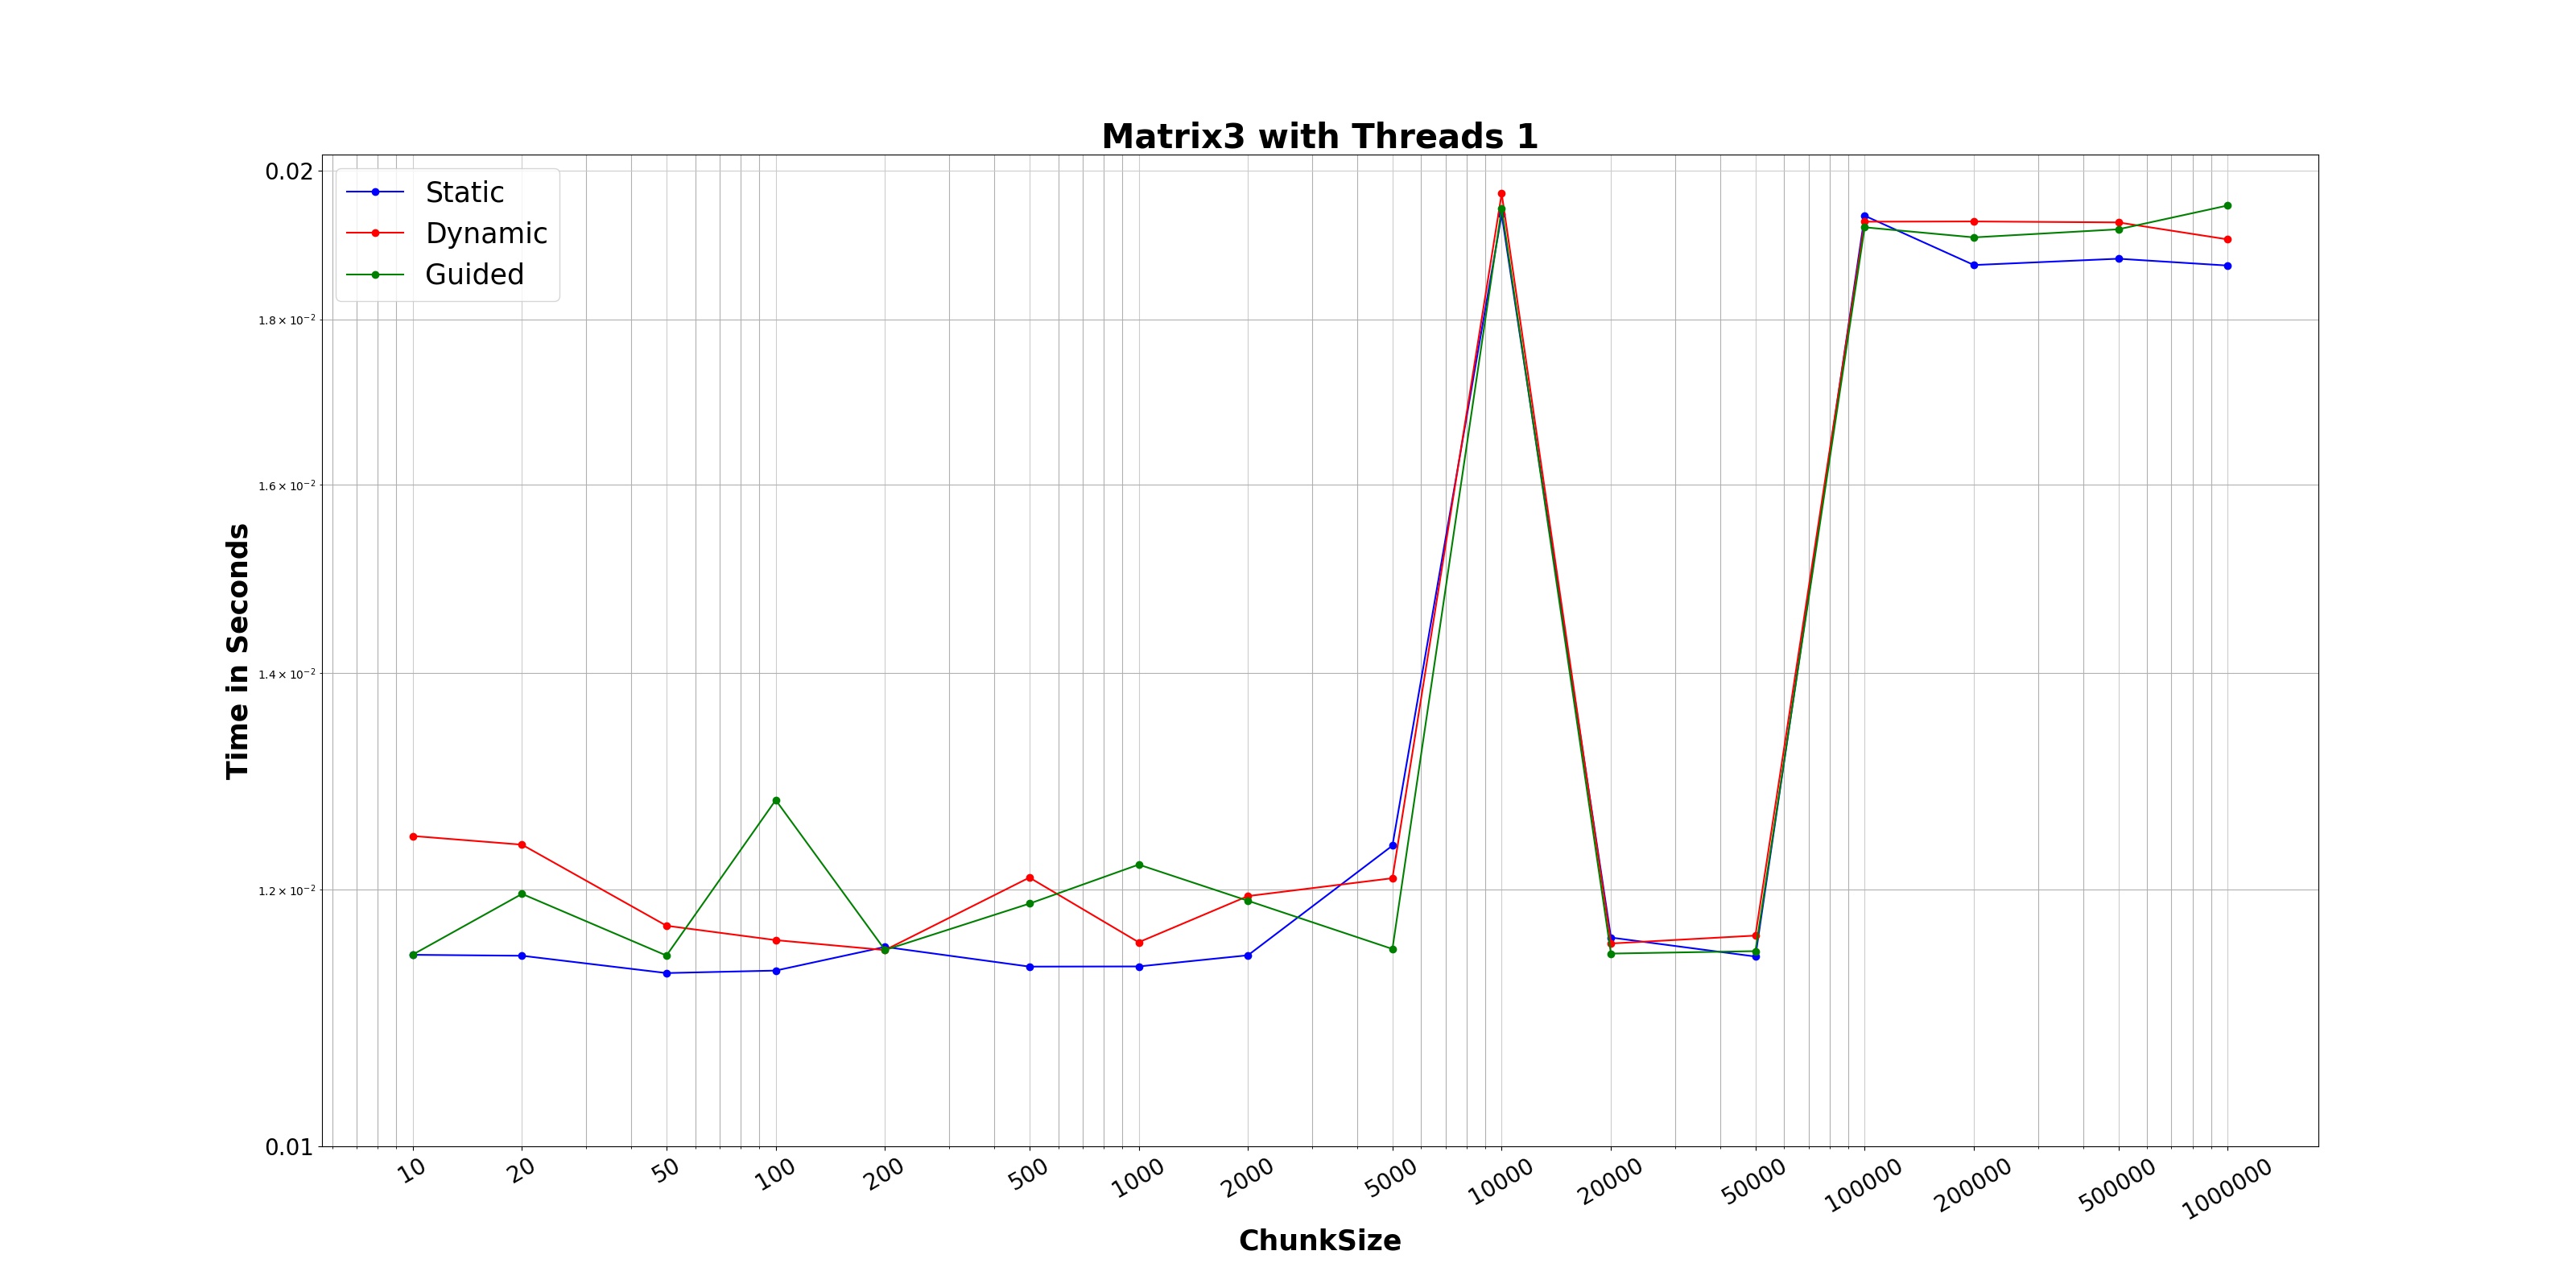 Matrix3 with Threads 1
0.02
1.8 × 10⁻²
1.6 × 10⁻²
1.4 × 10⁻²
1.2 × 10⁻²
0.01
Time in Seconds
Static
Dynamic
Guided
10 20 50 100 200 500 1000 2000 5000 10000 20000 50000 100000 200000 500000 1000000
ChunkSize